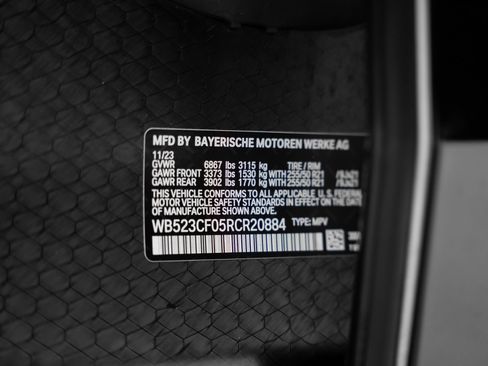 MFD BY BAYERISCHE MOTOREN WERKE AG
11/23
GVWR 6867 lbs 3115 kg TIRE / RIM
GAWR FRONT 3373 lbs 1530 kg WITH 255/50 R21
GAWR REAR 3902 lbs 1770 kg WITH 255/50 R21
THIS VEHICLE CONFORMS TO ALL APPLICABLE U.S. FEDERAL
MOTOR VEHICLE SAFETY STANDARDS IN EFFECT ON THE DATE
OF MANUFACTURE SHOWN ABOVE.
WB523CF05RCR20884 TYPE: MPV